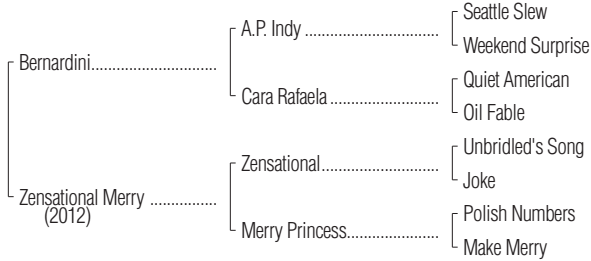 Seattle Slew
A.P. Indy ..............................
Weekend Surprise
Bernardini............................
Quiet American
Cara Rafaela ........................
Oil Fable
Unbridled's Song
Zensational...........................
Joke
Zensational Merry ...............
(2012)
Polish Numbers
Merry Princess.....................
Make Merry